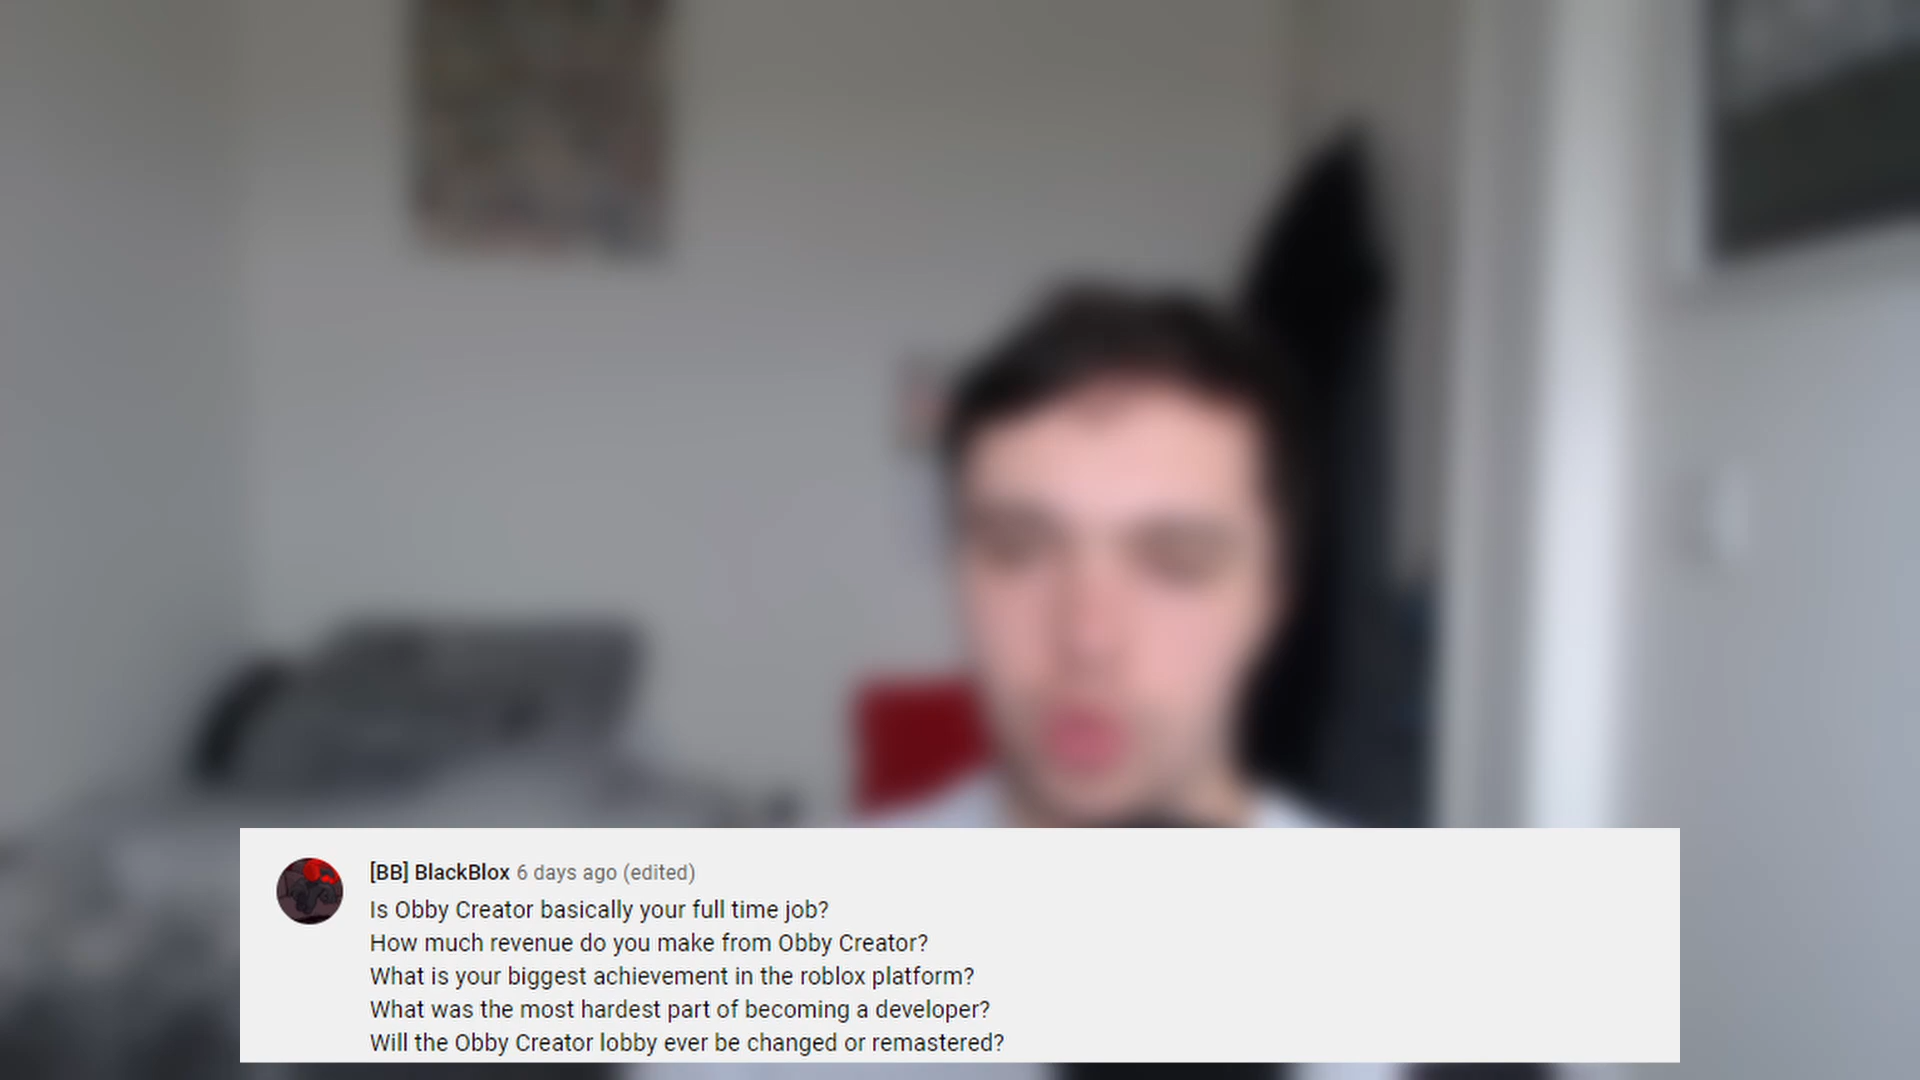 [BB] BlackBlox 6 days ago (edited)
Is Obby Creator basically your full time job?
How much revenue do you make from Obby Creator?
What is your biggest achievement in the roblox platform?
What was the most hardest part of becoming a developer?
Will the Obby Creator lobby ever be changed or remastered?